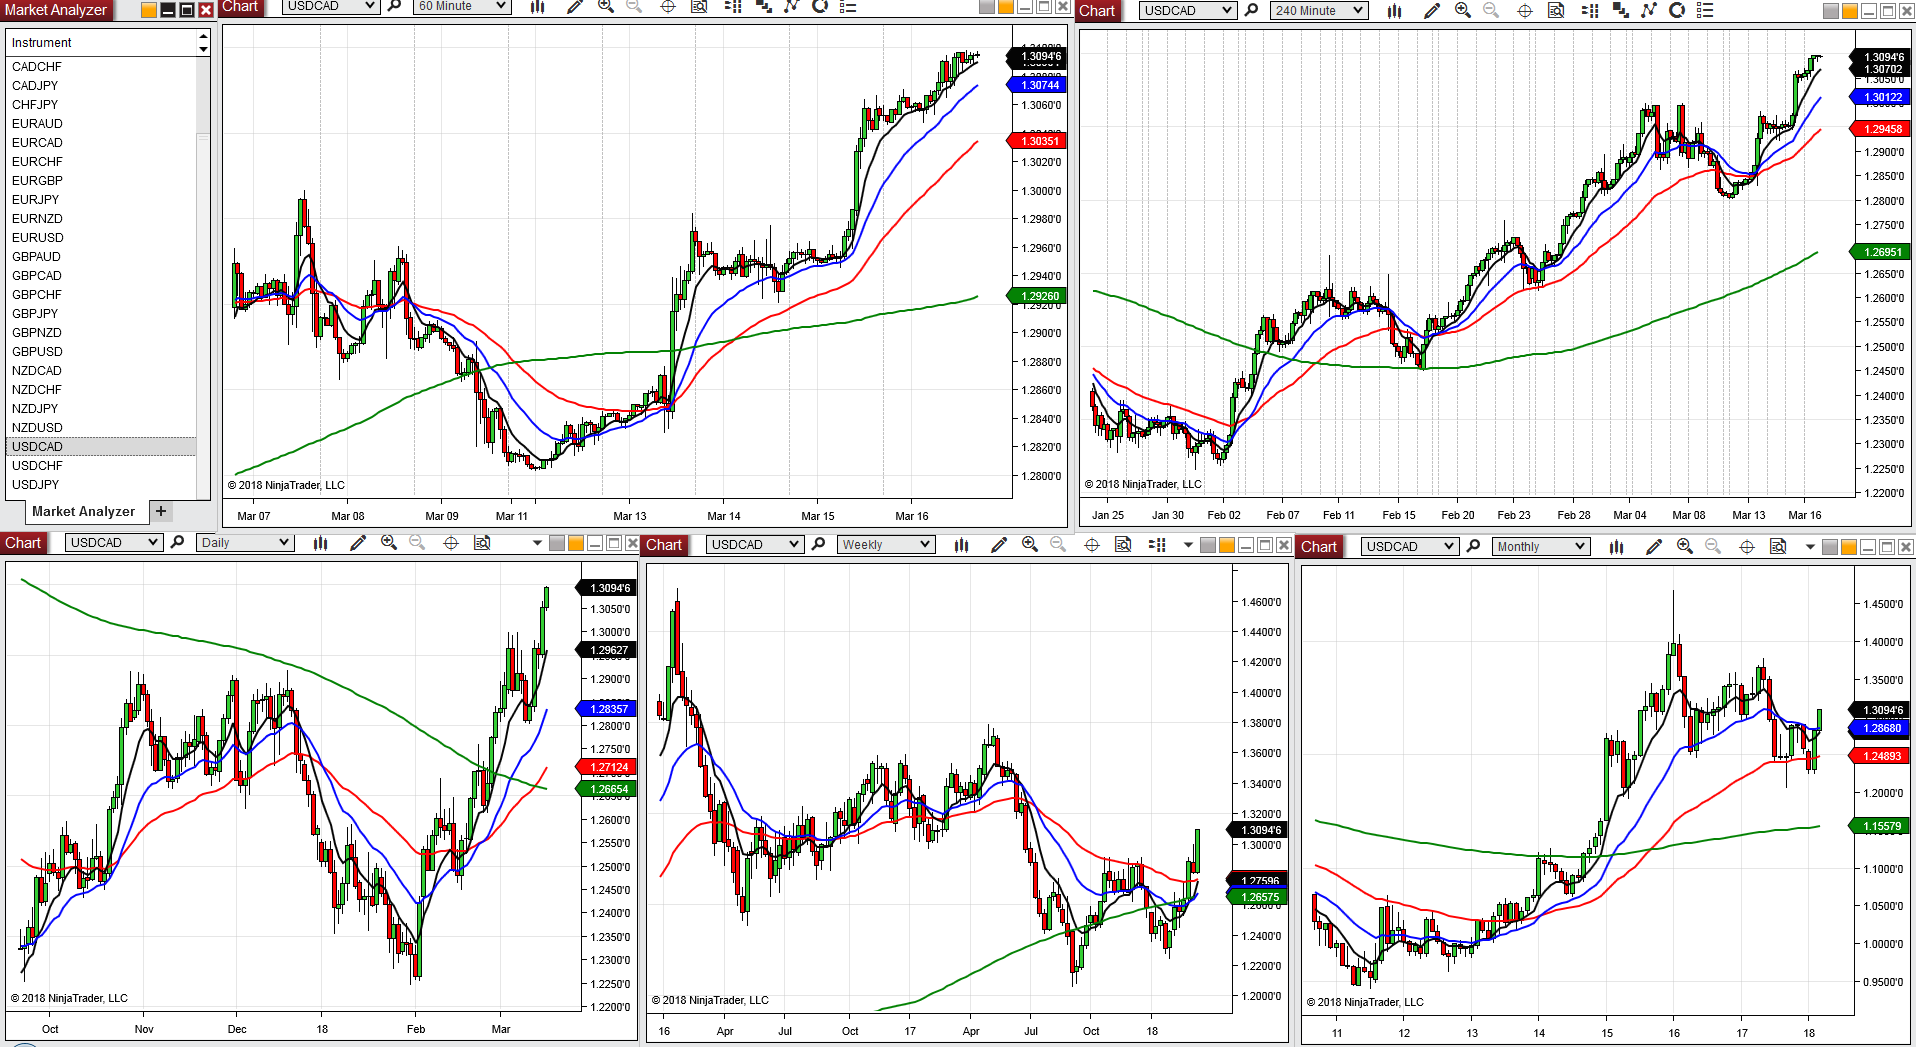 Market Analyzer
Instrument
CADCHF
CADJPY
CHFJPY
EURAUD
EURCAD
EURCHF
EURGBP
EURJPY
EURNZD
EURUSD
GBPAUD
GBPCAD
GBPCHF
GBPJPY
GBPNZD
GBPUSD
NZDCAD
NZDCHF
NZDJPY
NZDUSD
USDCAD
USDCHF
USDJPY
Market Analyzer +
Chart USDCAD 60 Minute
1.3094'6
1.30744
1.3060'0
1.30351
1.3020'0
1.3000'0
1.2980'0
1.2960'0
1.2940'0
1.29260
1.2900'0
1.2880'0
1.2860'0
1.2840'0
1.2820'0
1.2800'0
© 2018 NinjaTrader, LLC
Mar 07 Mar 08 Mar 09 Mar 11 Mar 13 Mar 14 Mar 15 Mar 16
Chart USDCAD 240 Minute
1.3094'6
1.30702
1.3050'0
1.30122
1.29458
1.2900'0
1.2850'0
1.2800'0
1.2750'0
1.26951
1.2650'0
1.2600'0
1.2550'0
1.2500'0
1.2450'0
1.2400'0
1.2350'0
1.2300'0
1.2250'0
1.2200'0
© 2018 NinjaTrader, LLC
Jan 25 Jan 30 Feb 02 Feb 07 Feb 11 Feb 15 Feb 20 Feb 23 Feb 28 Mar 04 Mar 08 Mar 13 Mar 16
Chart USDCAD Daily
1.3094'6
1.3050'0
1.3000'0
1.29627
1.2900'0
1.28357
1.2800'0
1.2750'0
1.27124
1.26654
1.2600'0
1.2550'0
1.2500'0
1.2450'0
1.2400'0
1.2350'0
1.2300'0
1.2250'0
1.2200'0
© 2018 NinjaTrader, LLC
Oct Nov Dec 18 Feb Mar
Chart USDCAD Weekly
1.4600'0
1.4400'0
1.4200'0
1.4000'0
1.3800'0
1.3600'0
1.3400'0
1.3200'0
1.3094'6
1.3000'0
1.27596
1.26575
1.2400'0
1.2200'0
1.2000'0
© 2018 NinjaTrader, LLC
16 Apr Jul Oct 17 Apr Jul Oct 18
Chart USDCAD Monthly
1.4500'0
1.4000'0
1.3500'0
1.3094'6
1.28680
1.24893
1.2000'0
1.15579
1.1000'0
1.0500'0
1.0000'0
0.9500'0
© 2018 NinjaTrader, LLC
11 12 13 14 15 16 17 18